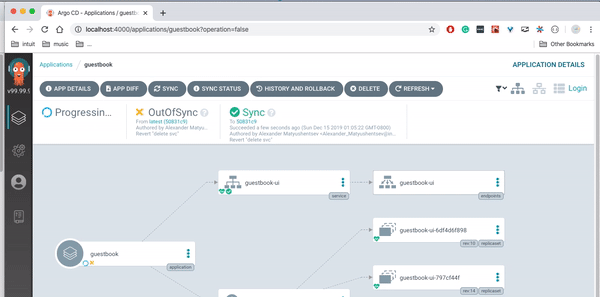 Argo CD - Applications / guestb
localhost:4000/applications/guestbook?operation=false
intuit
music
...
Other Bookmarks
v99.99.9
Applications / guestbook
APPLICATION DETAILS
APP DETAILS
APP DIFF
SYNC
SYNC STATUS
HISTORY AND ROLLBACK
DELETE
REFRESH
Login
Progressin...
OutOfSync
From latest (50831c9)
Authored by Alexander Matyu...
Revert "delete svc"
Sync
To 50831c9
Succeeded a few seconds ago (Sun Dec 15 2019 01:05:22 GMT-0800)
Authored by Alexander Matyushentsev <Alexander_Matyushentsev@in...
Revert "delete svc"
guestbook-ui
service
guestbook-ui
endpoints
guestbook-ui-6df4d6f898
rev:10
replicaset
guestbook
application
guestbook-ui-797cf44f
rev:14
replicaset